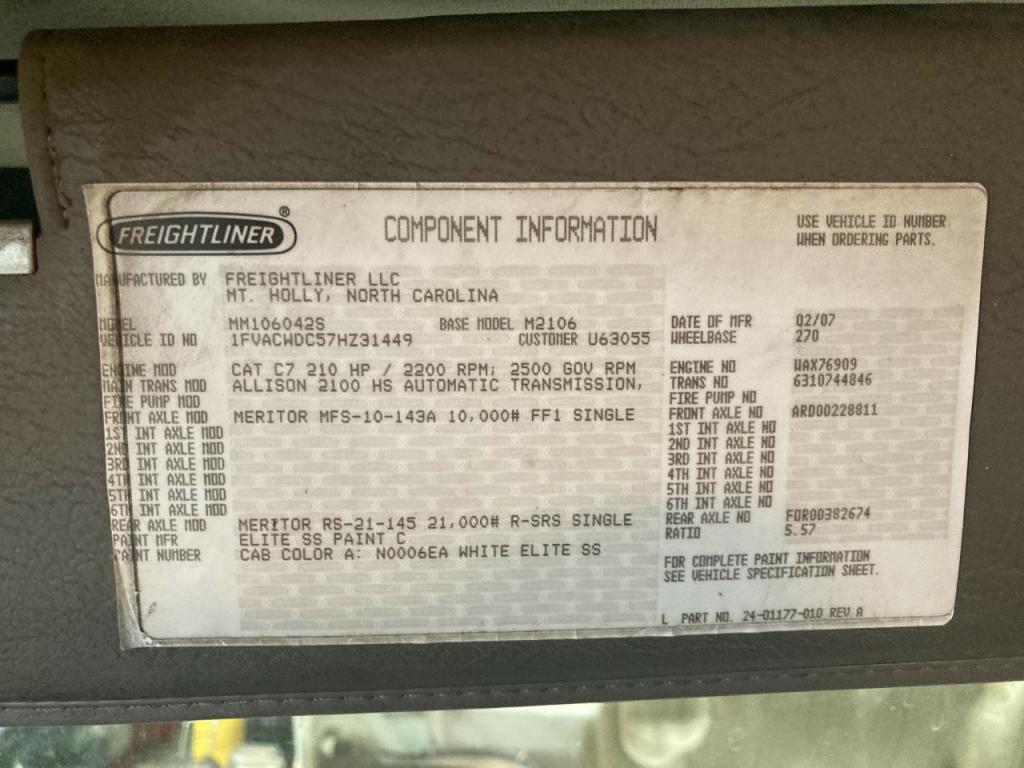 FREIGHTLINER ®
COMPONENT INFORMATION
USE VEHICLE ID NUMBER
WHEN ORDERING PARTS.
MANUFACTURED BY FREIGHTLINER LLC
MT. HOLLY, NORTH CAROLINA
MODEL MM106042S BASE MODEL M2106 DATE OF MFR 02/07
VEHICLE ID NO 1FVACWDC57HZ31449 CUSTOMER U63055 WHEELBASE 270
ENGINE MOD CAT C7 210 HP / 2200 RPM; 2500 GOV RPM ENGINE NO WAX76909
MAIN TRANS MOD ALLISON 2100 HS AUTOMATIC TRANSMISSION, TRANS NO 6310744846
FIRE PUMP MOD FIRE PUMP NO
FRONT AXLE MOD MERITOR MFS-10-143A 10,000# FF1 SINGLE FRONT AXLE NO ARD00228811
1ST INT AXLE MOD 1ST INT AXLE NO
2ND INT AXLE MOD 2ND INT AXLE NO
3RD INT AXLE MOD 3RD INT AXLE NO
4TH INT AXLE MOD 4TH INT AXLE NO
5TH INT AXLE MOD 5TH INT AXLE NO
6TH INT AXLE MOD 6TH INT AXLE NO
REAR AXLE MOD MERITOR RS-21-145 21,000# R-SRS SINGLE REAR AXLE NO FOR00382674
PAINT MFR ELITE SS PAINT C RATIO 5.57
PAINT NUMBER CAB COLOR A: N0006EA WHITE ELITE SS
FOR COMPLETE PAINT INFORMATION
SEE VEHICLE SPECIFICATION SHEET.
L PART NO. 24-01177-010 REV A